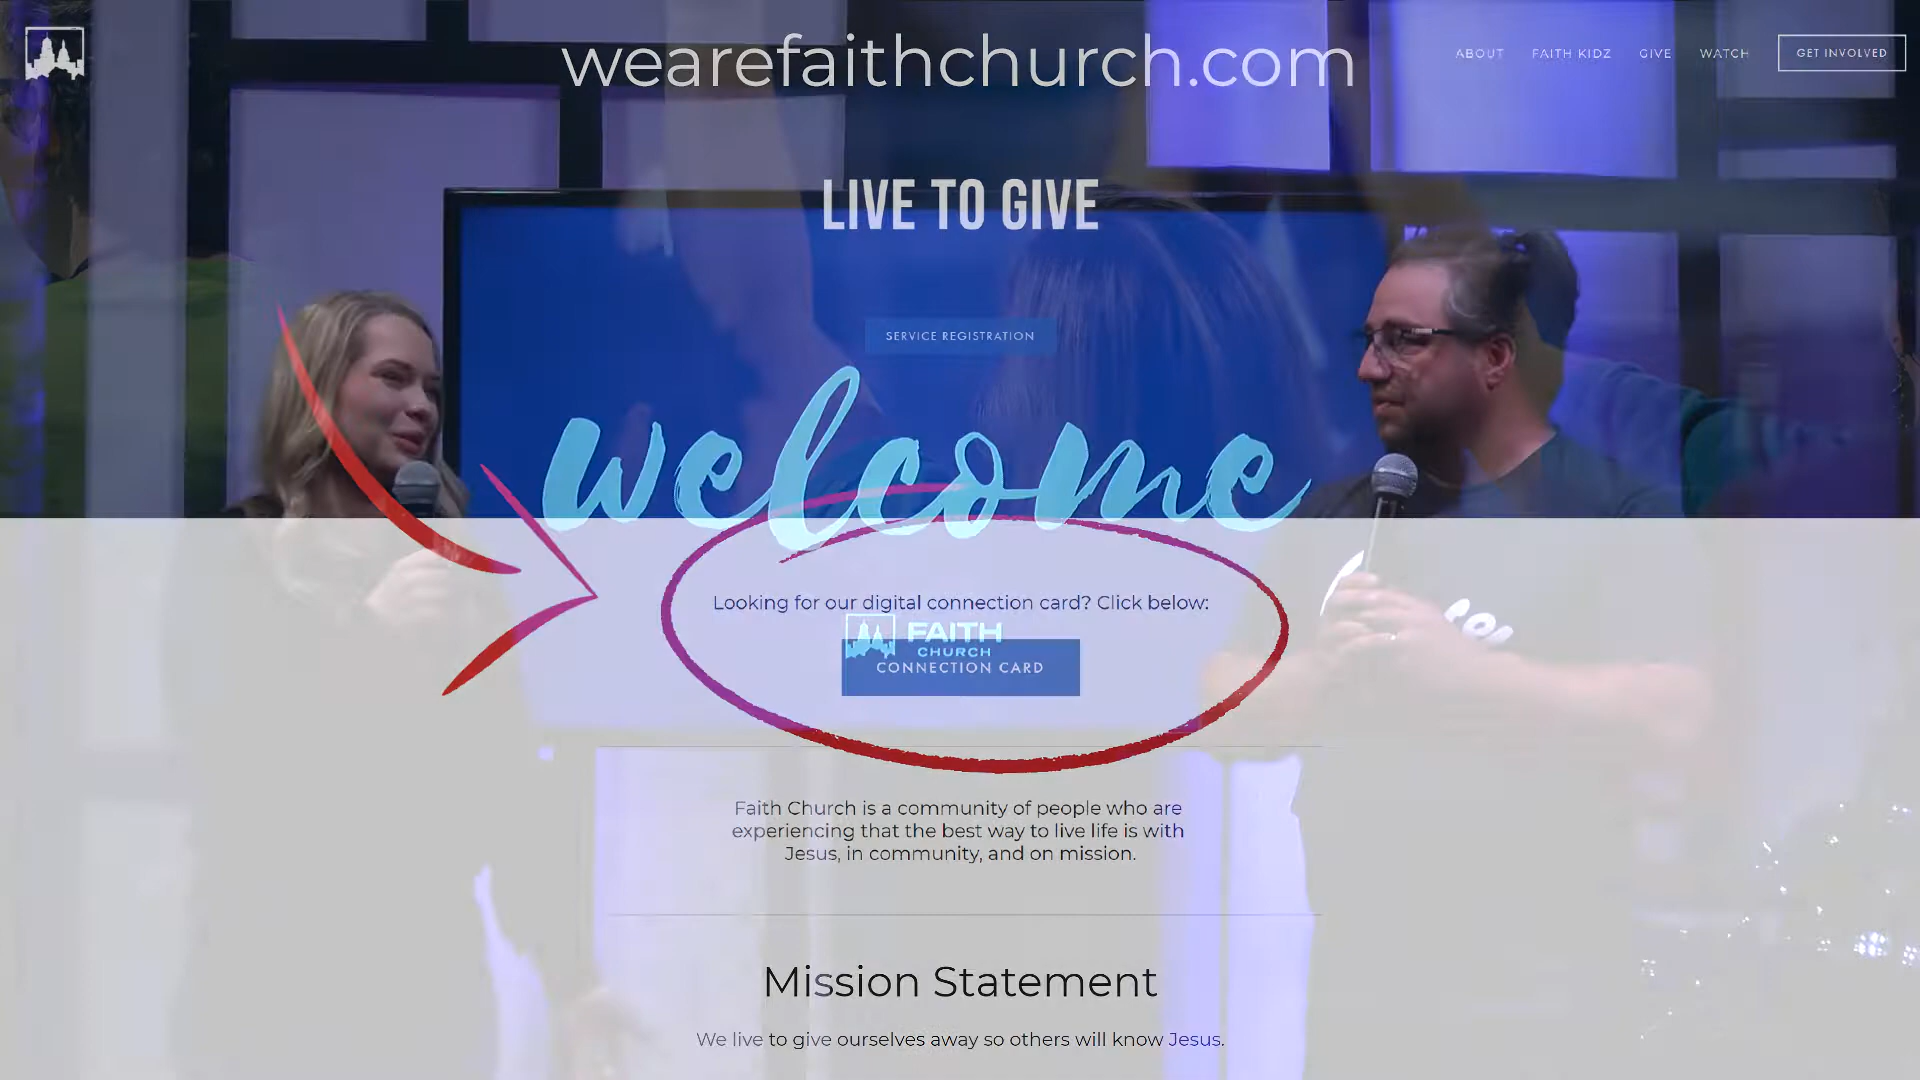 wearefaithchurch.com
ABOUT FAITH KIDZ GIVE WATCH GET INVOLVED
LIVE TO GIVE
SERVICE REGISTRATION
welcome
Looking for our digital connection card? Click below:
FAITH
CHURCH
CONNECTION CARD
Faith Church is a community of people who are
experiencing that the best way to live life is with
Jesus, in community, and on mission.
Mission Statement
We live to give ourselves away so others will know Jesus.